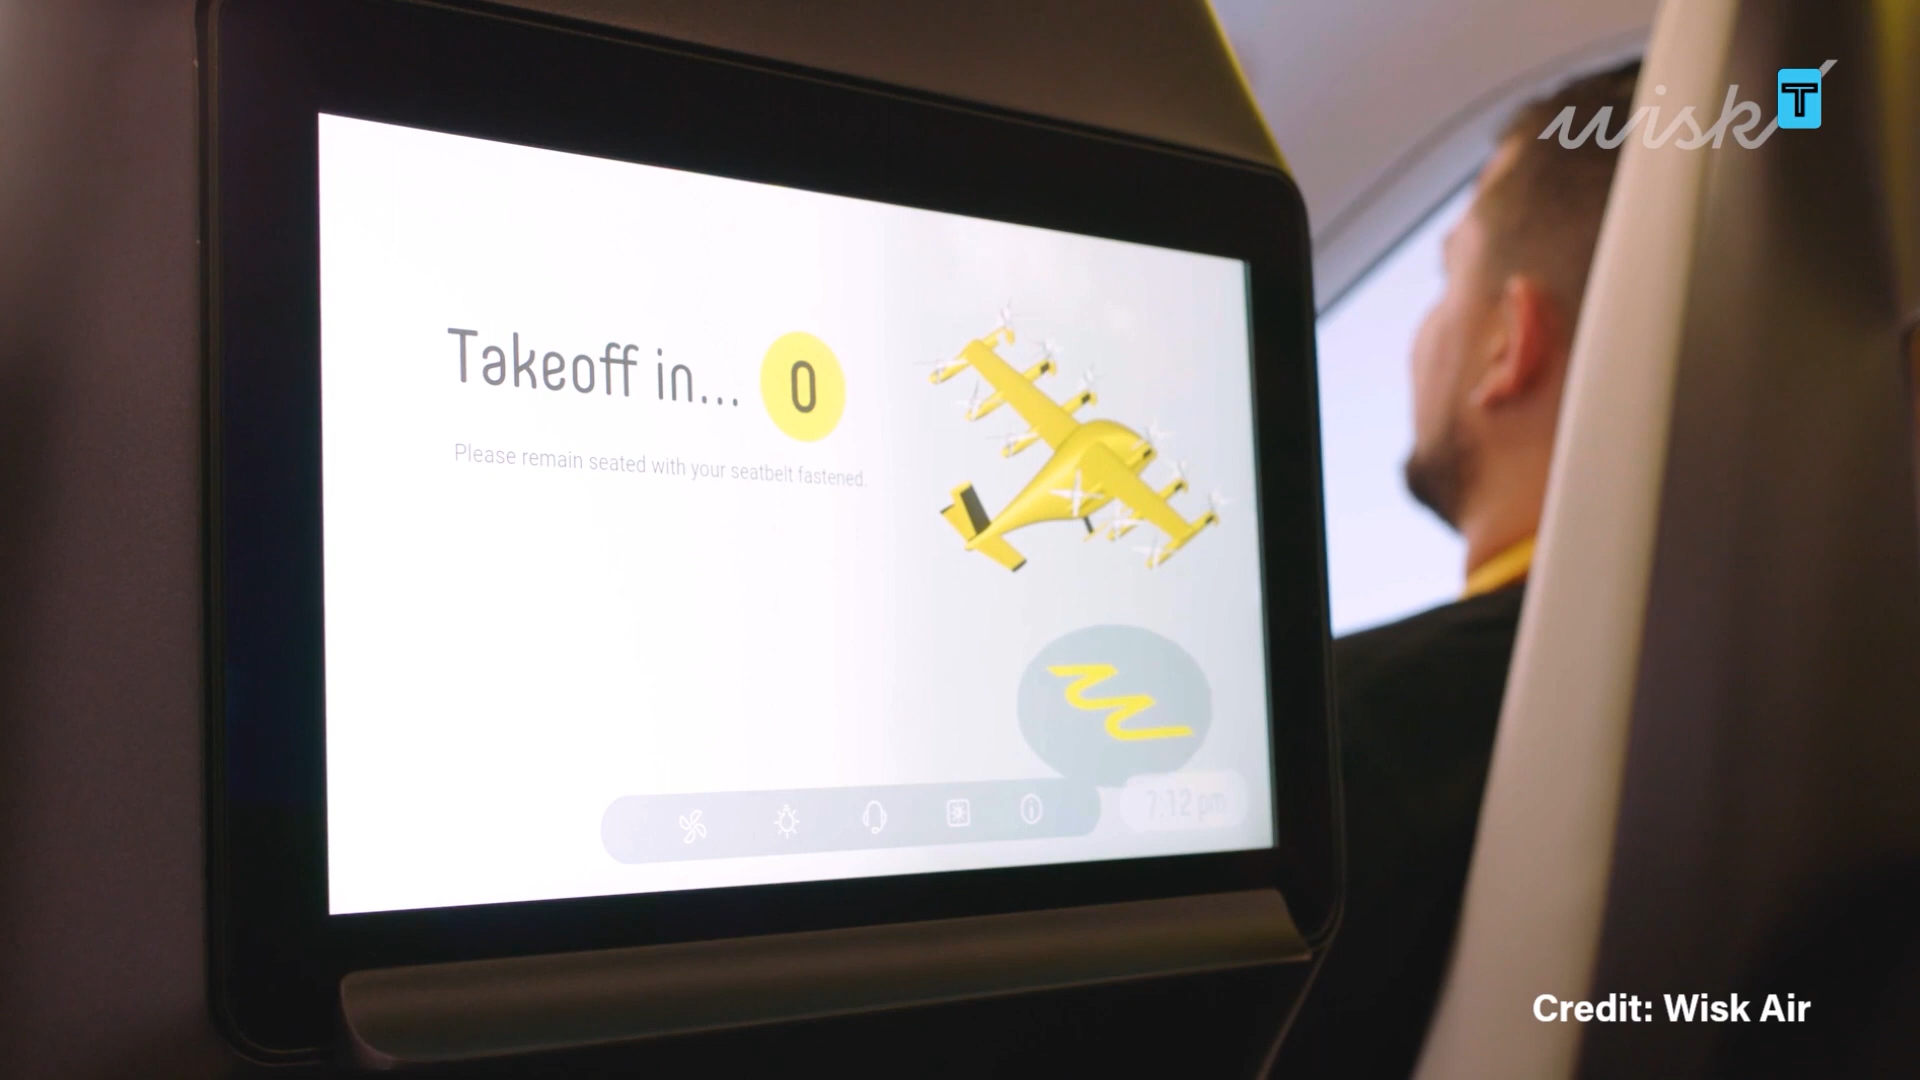 wisk
T
Takeoff in... 0
Please remain seated with your seatbelt fastened.
7:12 pm
Credit: Wisk Air